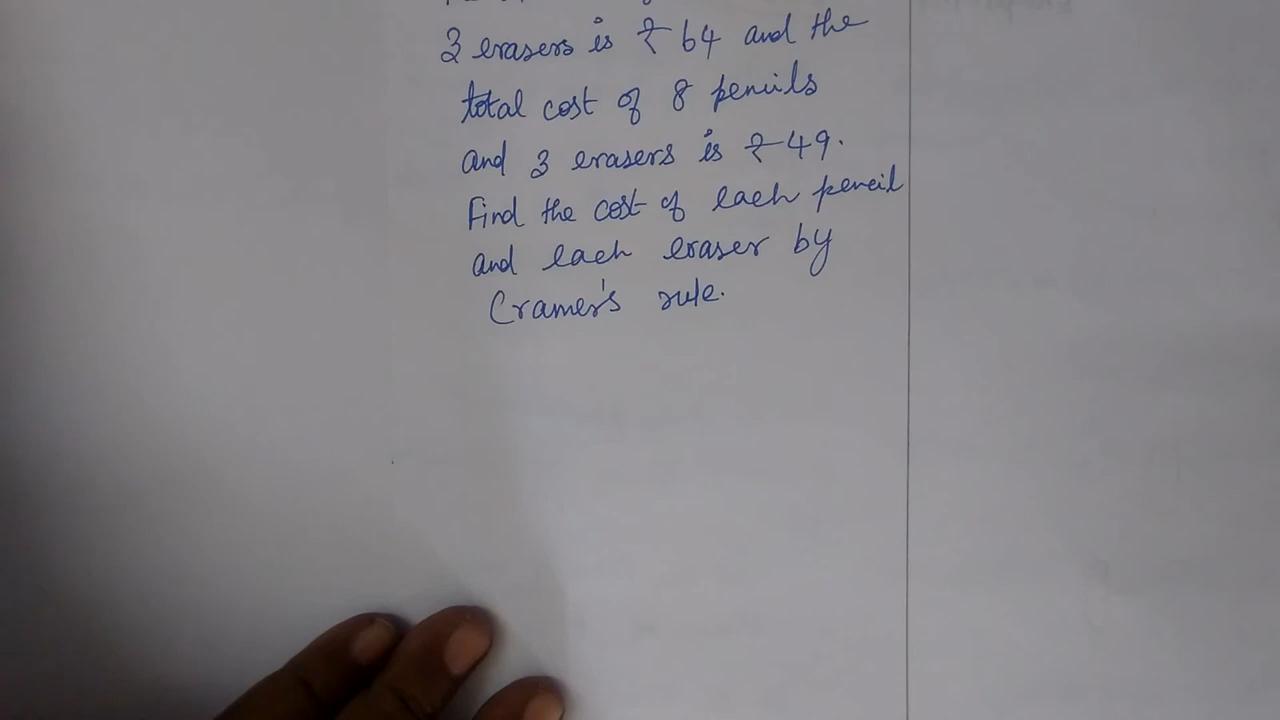 3 erasers is ₹ 64 and the
total cost of 8 pencils
and 3 erasers is ₹ 49.
Find the cost of each pencil
and each eraser by
Cramer's rule.